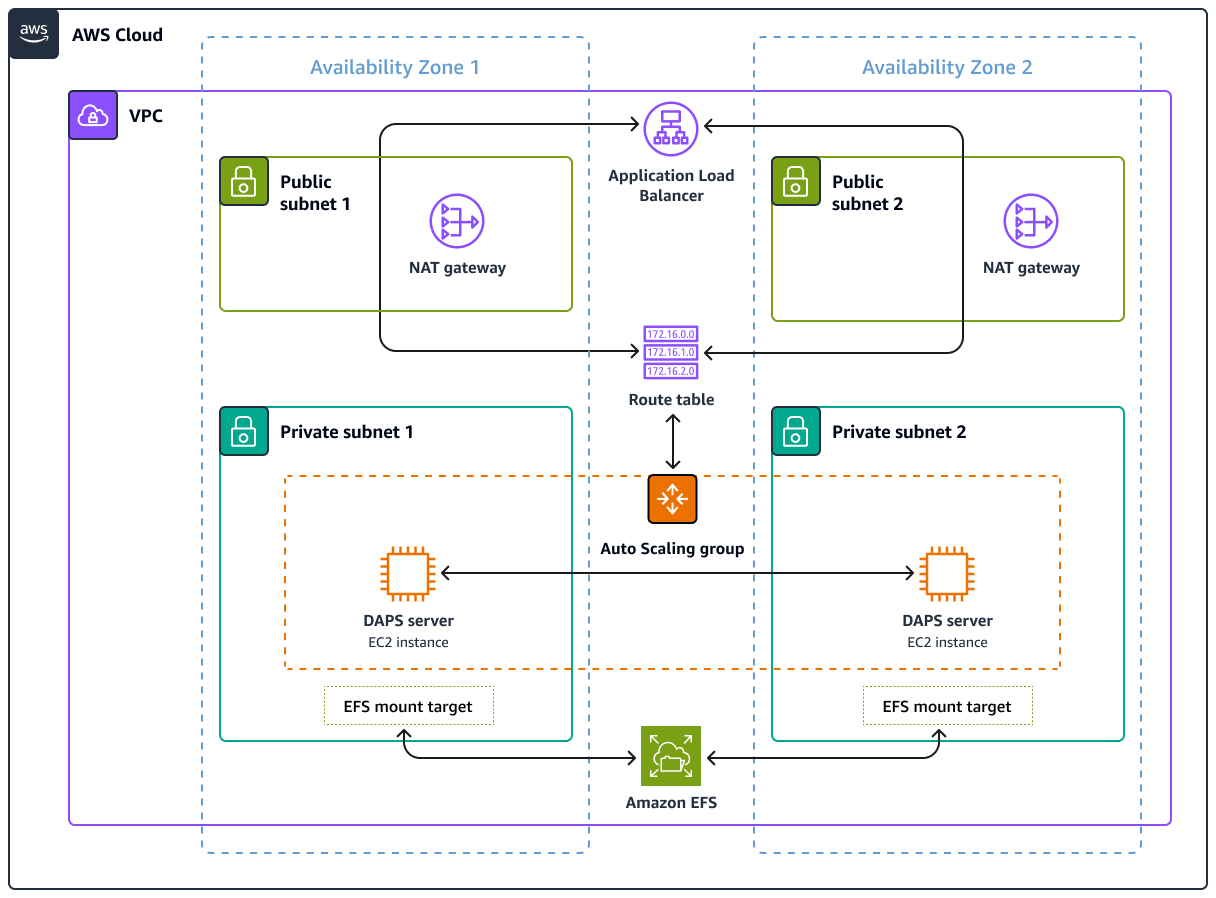 aws
AWS Cloud
Availability Zone 1
Availability Zone 2
VPC
Application Load
Balancer
Public
subnet 1
Public
subnet 2
NAT gateway
NAT gateway
172.16.0.0
172.16.1.0
172.16.2.0
Route table
Private subnet 1
Private subnet 2
Auto Scaling group
DAPS server
EC2 instance
DAPS server
EC2 instance
EFS mount target
EFS mount target
Amazon EFS